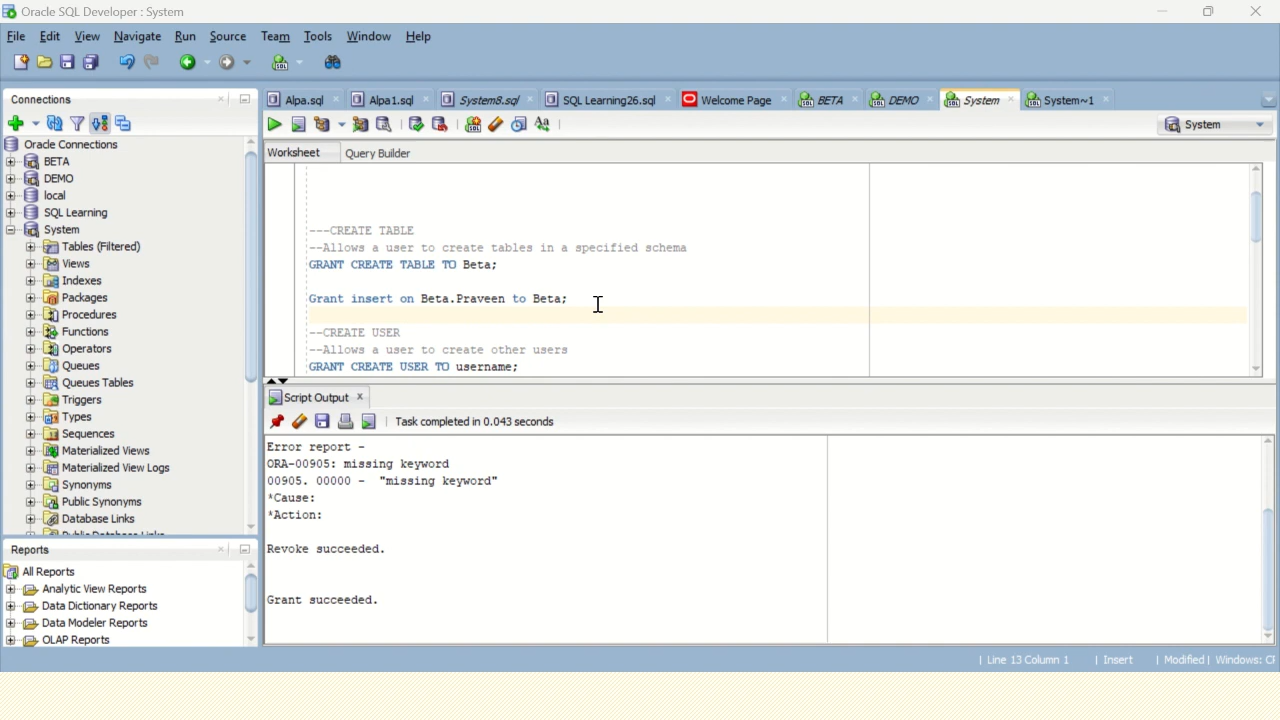 Oracle SQL Developer : System
File Edit View Navigate Run Source Team Tools Window Help
Connections
Oracle Connections
BETA
DEMO
local
SQL Learning
System
Tables (Filtered)
Views
Indexes
Packages
Procedures
Functions
Operators
Queues
Queues Tables
Triggers
Types
Sequences
Materialized Views
Materialized View Logs
Synonyms
Public Synonyms
Database Links
Reports
All Reports
Analytic View Reports
Data Dictionary Reports
Data Modeler Reports
OLAP Reports
Alpa.sql Alpa1.sql System8.sql SQL Learning26.sql Welcome Page BETA DEMO System System~1
System
Worksheet Query Builder
---CREATE TABLE
--Allows a user to create tables in a specified schema
GRANT CREATE TABLE TO Beta;
Grant insert on Beta.Praveen to Beta;
--CREATE USER
--Allows a user to create other users
GRANT CREATE USER TO username;
Script Output
Task completed in 0.043 seconds
Error report -
ORA-00905: missing keyword
00905. 00000 - "missing keyword"
*Cause:
*Action:
Revoke succeeded.
Grant succeeded.
| Line 13 Column 1 | Insert | Modified | Windows: CF